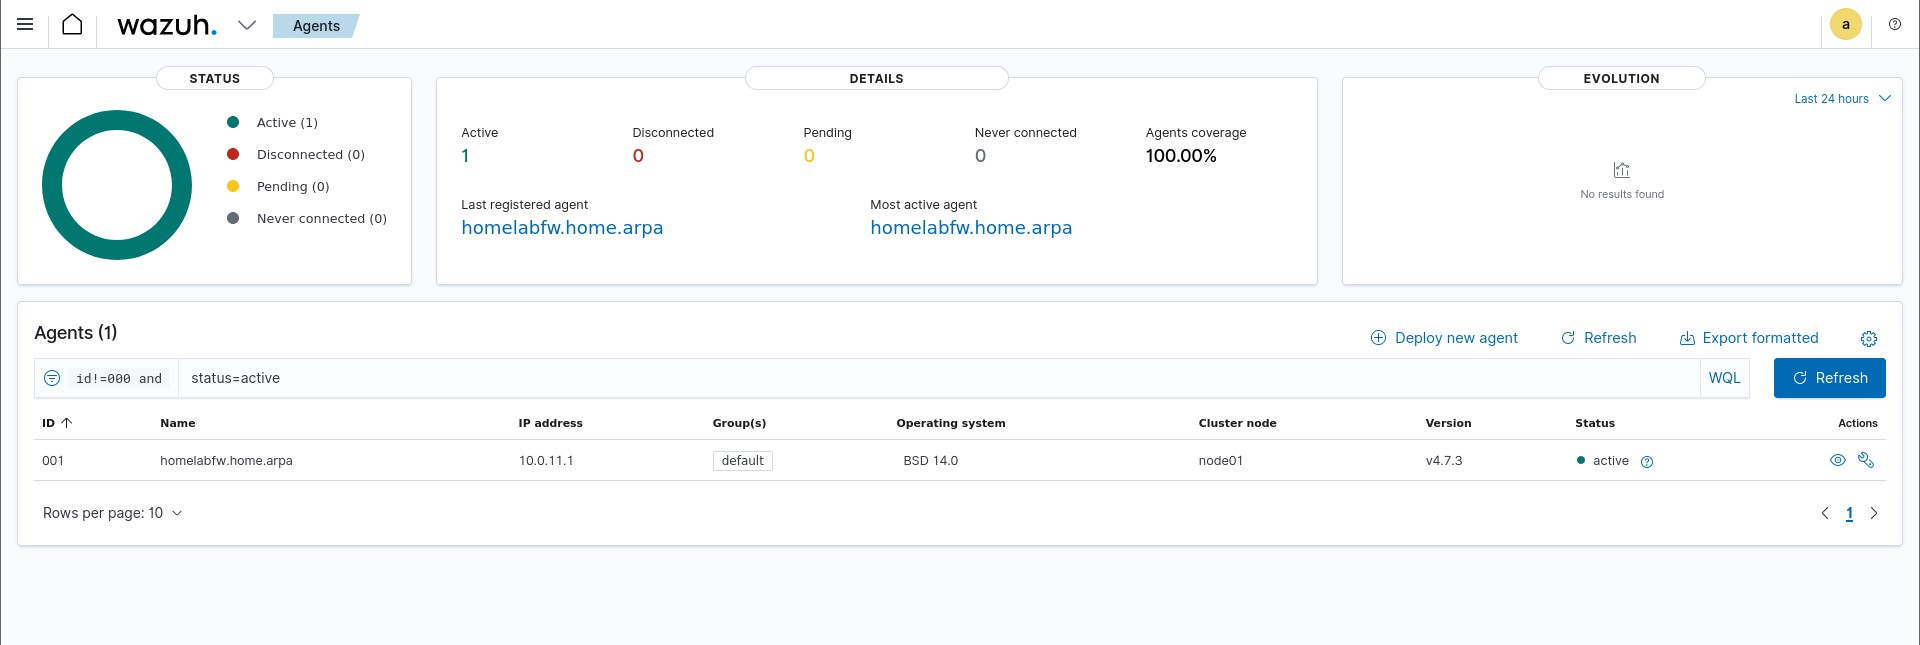 wazuh. Agents a
STATUS
Active (1)
Disconnected (0)
Pending (0)
Never connected (0)
DETAILS
Active Disconnected Pending Never connected Agents coverage
1 0 0 0 100.00%
Last registered agent Most active agent
homelabfw.home.arpa homelabfw.home.arpa
EVOLUTION
Last 24 hours
No results found
Agents (1) Deploy new agent Refresh Export formatted
id!=000 and status=active WQL Refresh
ID Name IP address Group(s) Operating system Cluster node Version Status Actions
001 homelabfw.home.arpa 10.0.11.1 default BSD 14.0 node01 v4.7.3 active
Rows per page: 10 1